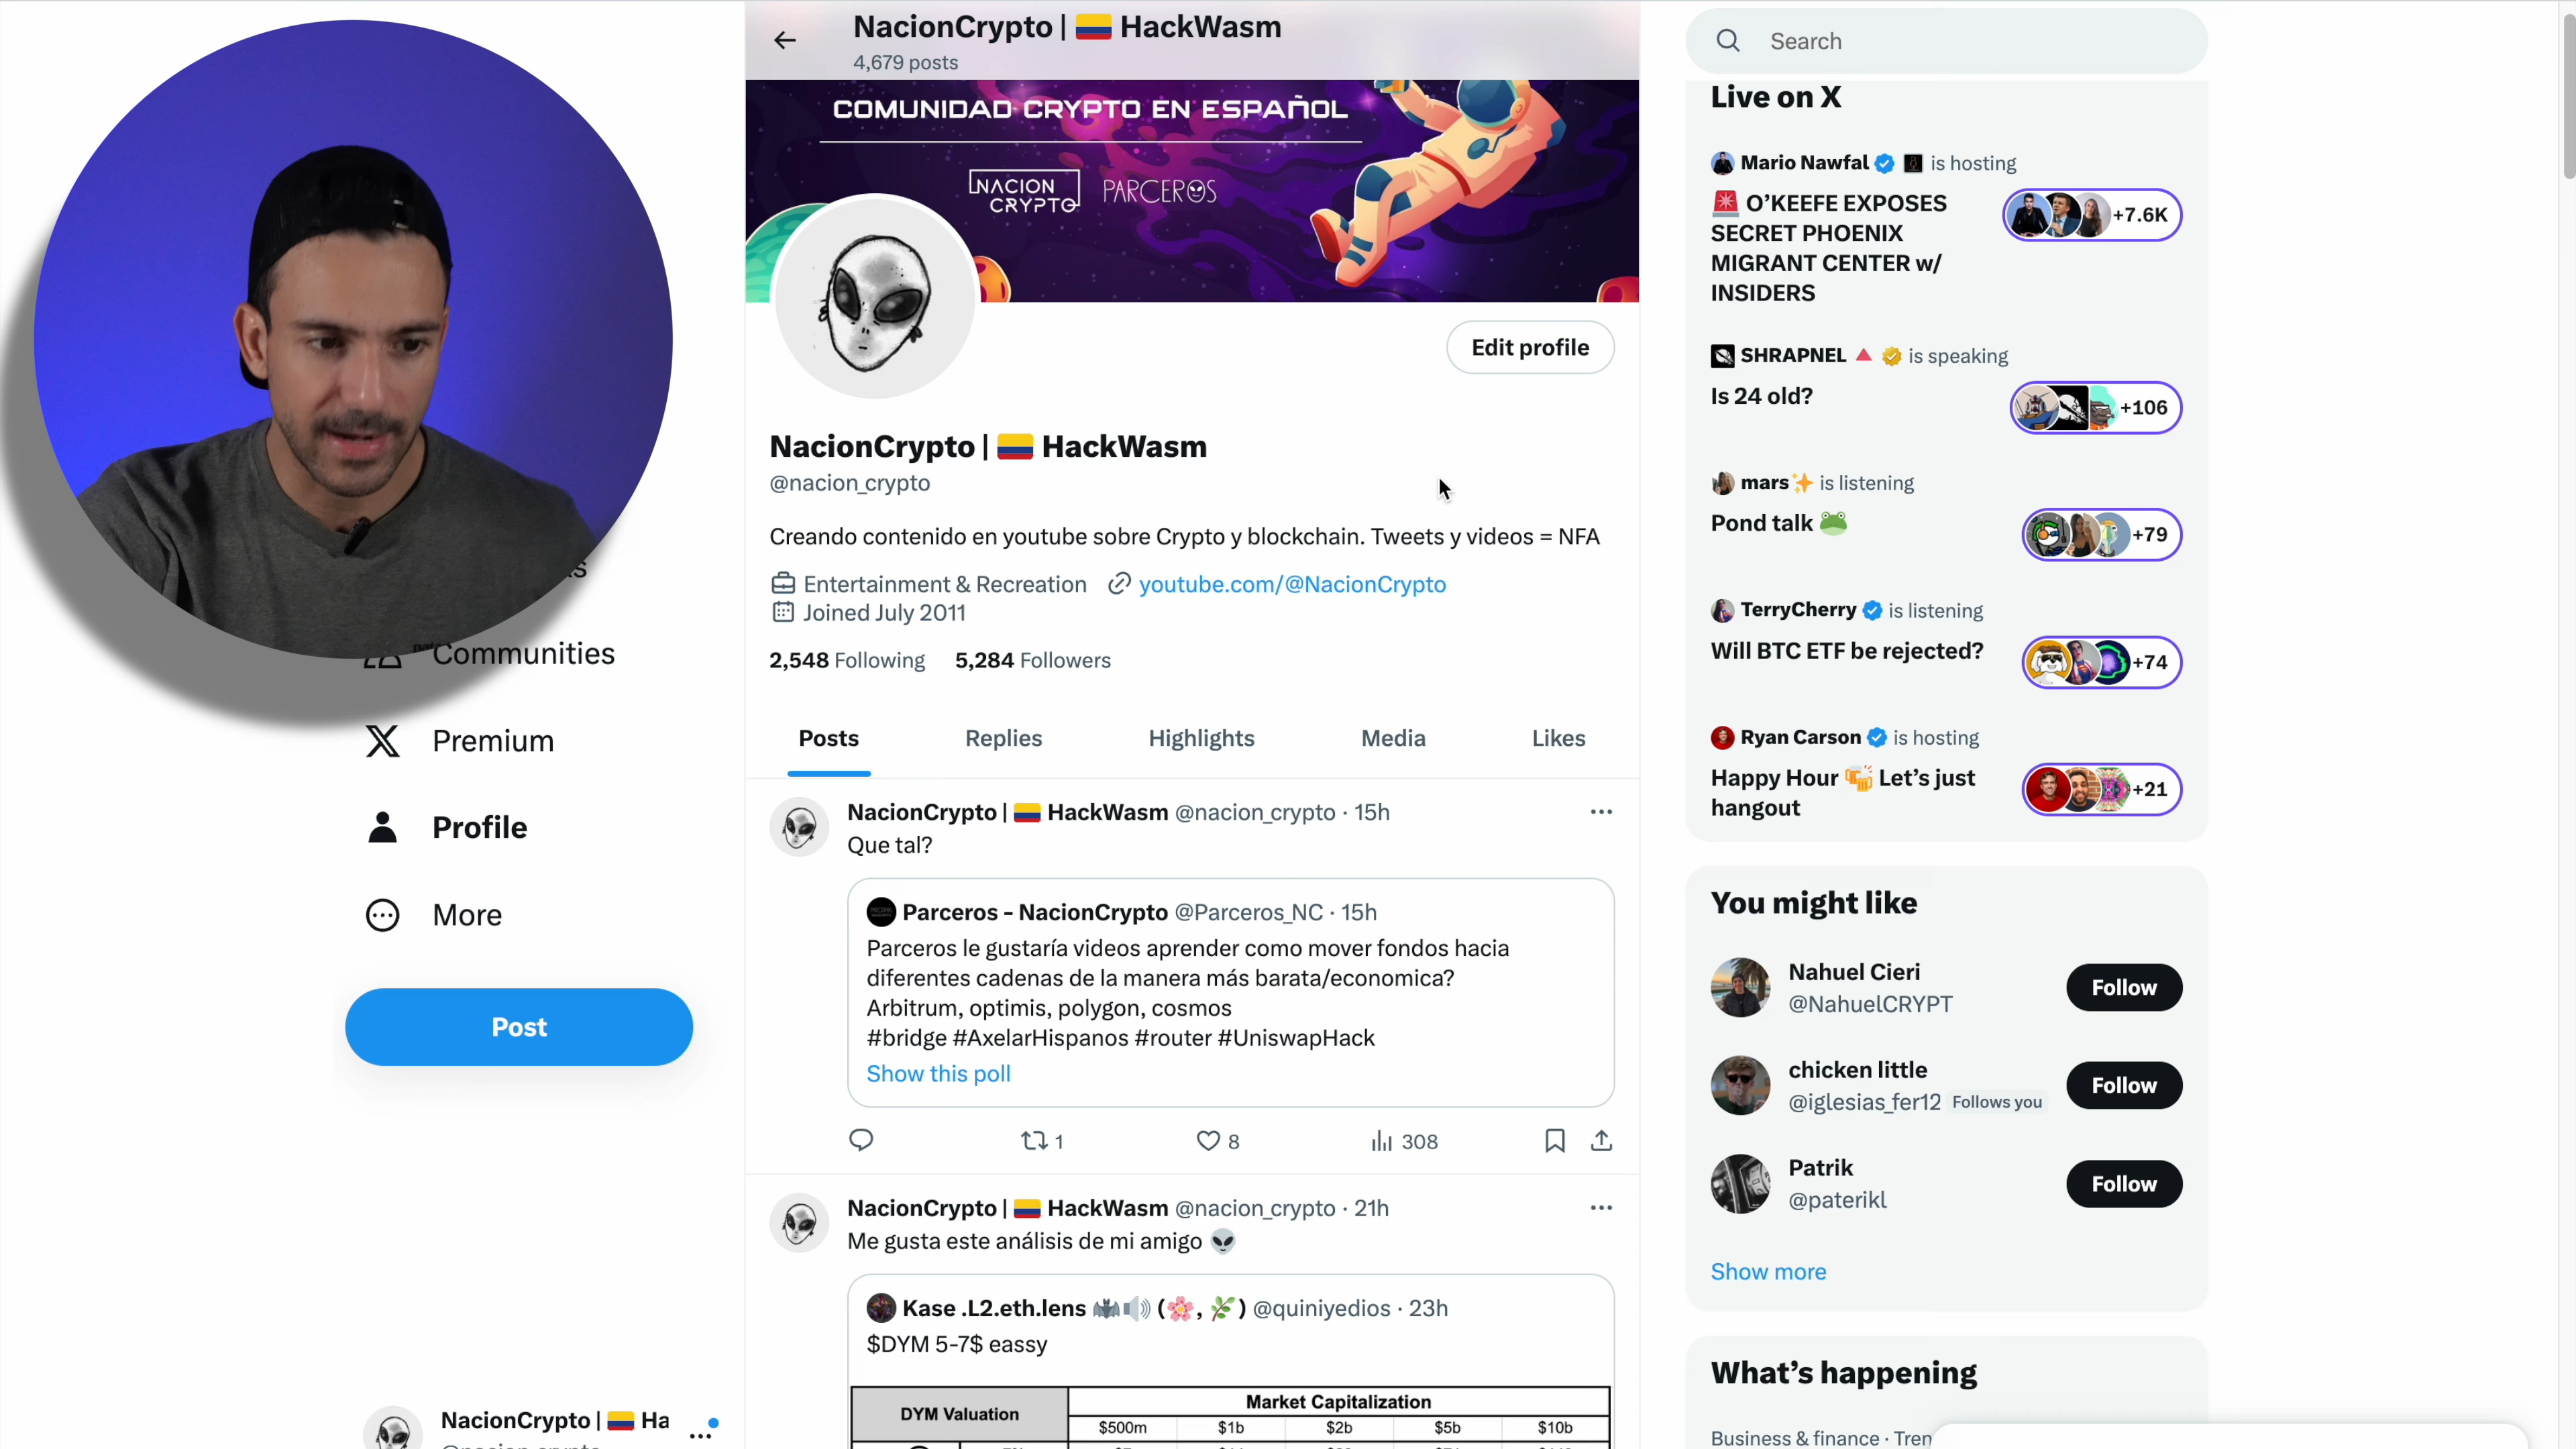 NacionCrypto | 🇨🇴 HackWasm
4,679 posts
COMUNIDAD CRYPTO EN ESPAÑOL
NACION
CRYPTO
PARCEROS
Edit profile
NacionCrypto | 🇨🇴 HackWasm
@nacion_crypto
Creando contenido en youtube sobre Crypto y blockchain. Tweets y videos = NFA
Entertainment & Recreation youtube.com/@NacionCrypto
Joined July 2011
2,548 Following 5,284 Followers
Posts Replies Highlights Media Likes
NacionCrypto | 🇨🇴 HackWasm @nacion_crypto · 15h
Que tal?
Parceros - NacionCrypto @Parceros_NC · 15h
Parceros le gustaría videos aprender como mover fondos hacia
diferentes cadenas de la manera más barata/economica?
Arbitrum, optimis, polygon, cosmos
#bridge #AxelarHispanos #router #UniswapHack
Show this poll
1 8 308
NacionCrypto | 🇨🇴 HackWasm @nacion_crypto · 21h
Me gusta este análisis de mi amigo 👽
Kase .L2.eth.lens 🦇🔊 (🌸, 🌿) @quiniyedios · 23h
$DYM 5-7$ eassy
DYM Valuation
Market Capitalization
$500m $1b $2b $5b $10b
Communities
Premium
Profile
More
Post
NacionCrypto | 🇨🇴 Ha
Search
Live on X
Mario Nawfal is hosting
🚨 O'KEEFE EXPOSES
SECRET PHOENIX
MIGRANT CENTER w/
INSIDERS
+7.6K
SHRAPNEL 🔺 is speaking
Is 24 old?
+106
mars✨ is listening
Pond talk 🐸
+79
TerryCherry is listening
Will BTC ETF be rejected?
+74
Ryan Carson is hosting
Happy Hour 🍻 Let's just
hangout
+21
You might like
Nahuel Cieri
@NahuelCRYPT
Follow
chicken little
@iglesias_fer12 Follows you
Follow
Patrik
@paterikl
Follow
Show more
What's happening
Business & finance · Tren